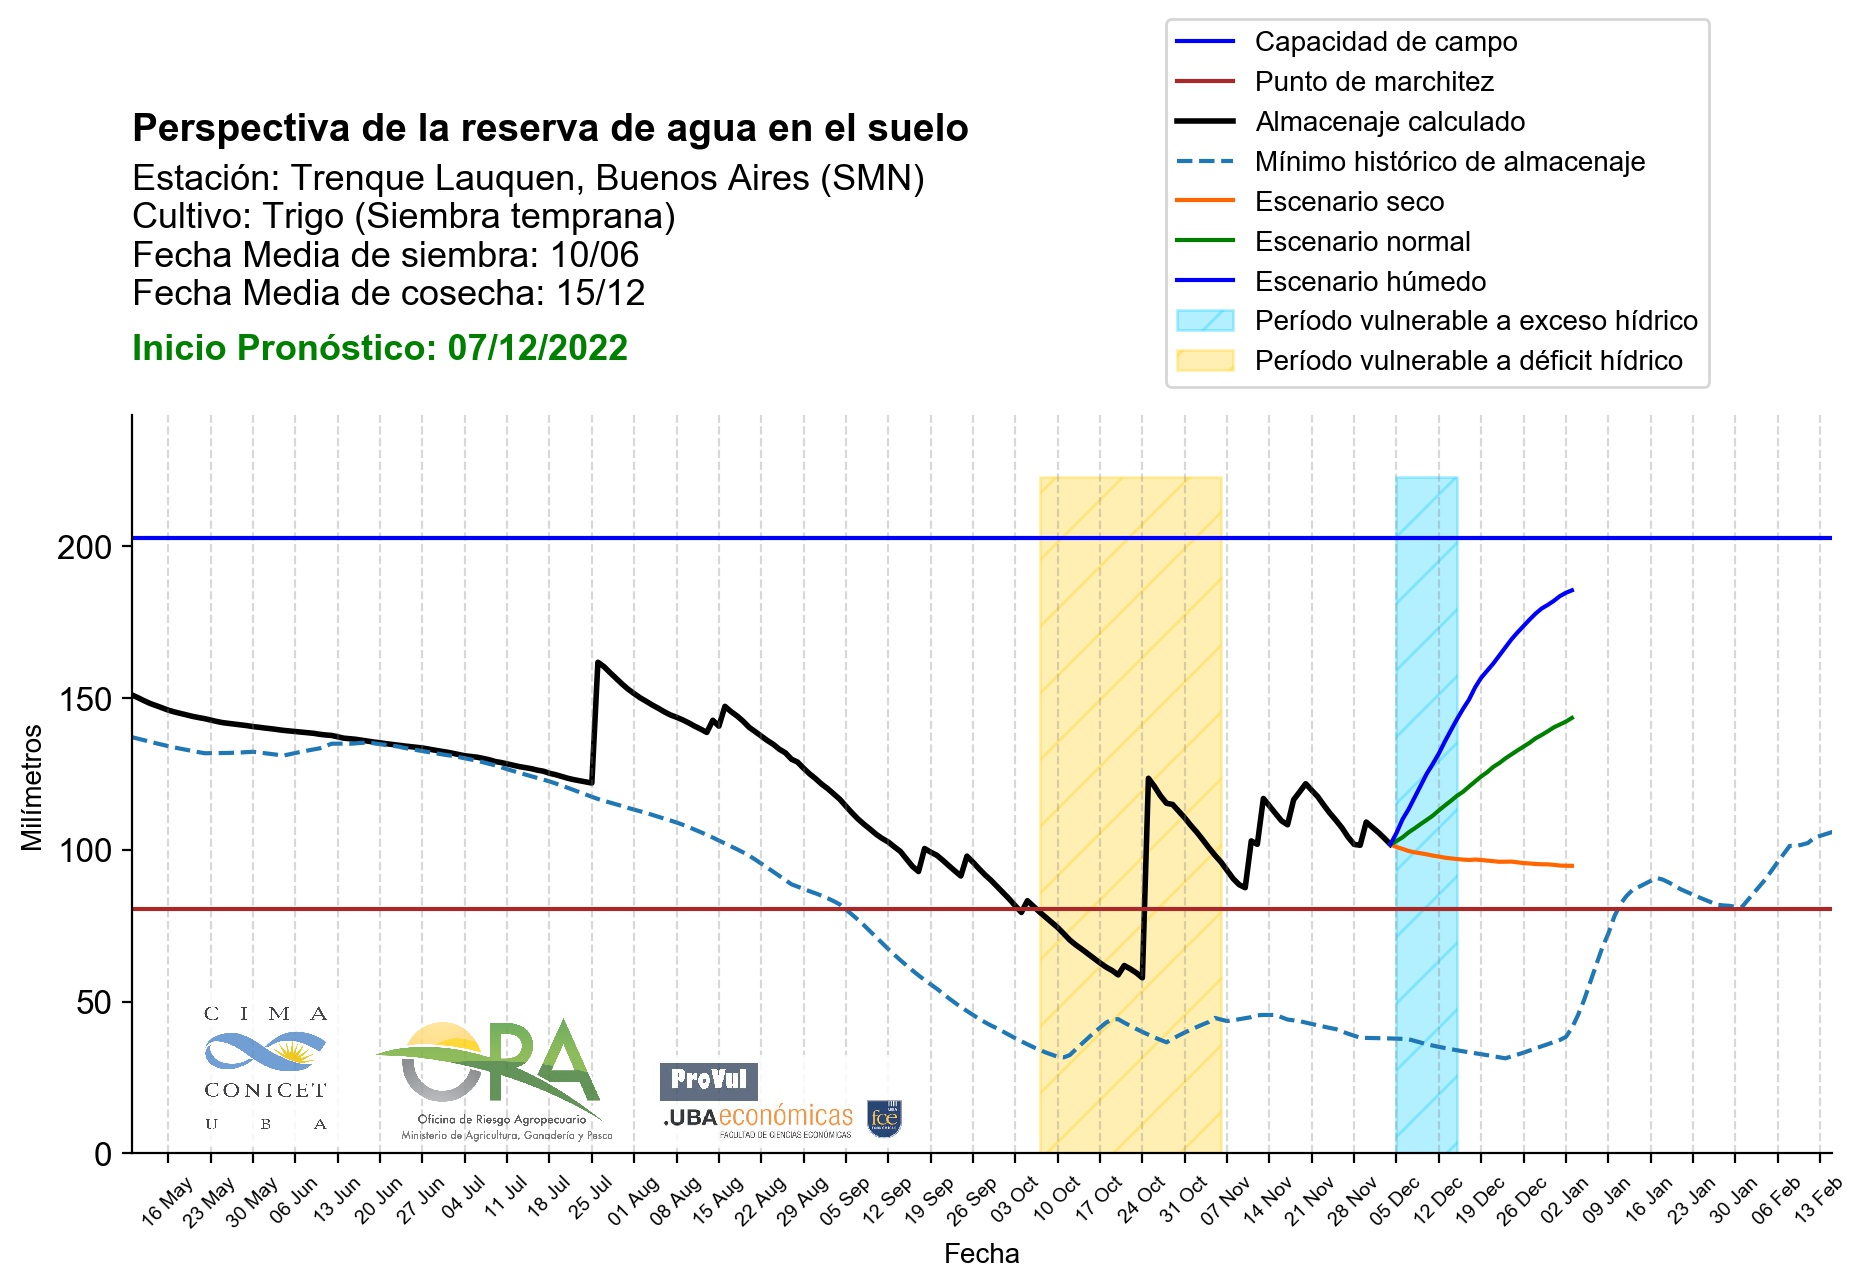 Capacidad de campo
Punto de marchitez
Almacenaje calculado
Mínimo histórico de almacenaje
Escenario seco
Escenario normal
Escenario húmedo
Período vulnerable a exceso hídrico
Período vulnerable a déficit hídrico
Perspectiva de la reserva de agua en el suelo
Estación: Trenque Lauquen, Buenos Aires (SMN)
Cultivo: Trigo (Siembra temprana)
Fecha Media de siembra: 10/06
Fecha Media de cosecha: 15/12
Inicio Pronóstico: 07/12/2022
Milímetros
200
150
100
50
0
CIMA
CONICET
UBA
ORA
Oficina de Riesgo Agropecuario
Ministerio de Agricultura, Ganadería y Pesca
ProVul
.UBAeconómicas
FACULTAD DE CIENCIAS ECONÓMICAS
UBA
fce
ECONÓMICAS
16 May
23 May
30 May
06 Jun
13 Jun
20 Jun
27 Jun
04 Jul
11 Jul
18 Jul
25 Jul
01 Aug
08 Aug
15 Aug
22 Aug
29 Aug
05 Sep
12 Sep
19 Sep
26 Sep
03 Oct
10 Oct
17 Oct
24 Oct
31 Oct
07 Nov
14 Nov
21 Nov
28 Nov
05 Dec
12 Dec
19 Dec
26 Dec
02 Jan
09 Jan
16 Jan
23 Jan
30 Jan
06 Feb
13 Feb
Fecha